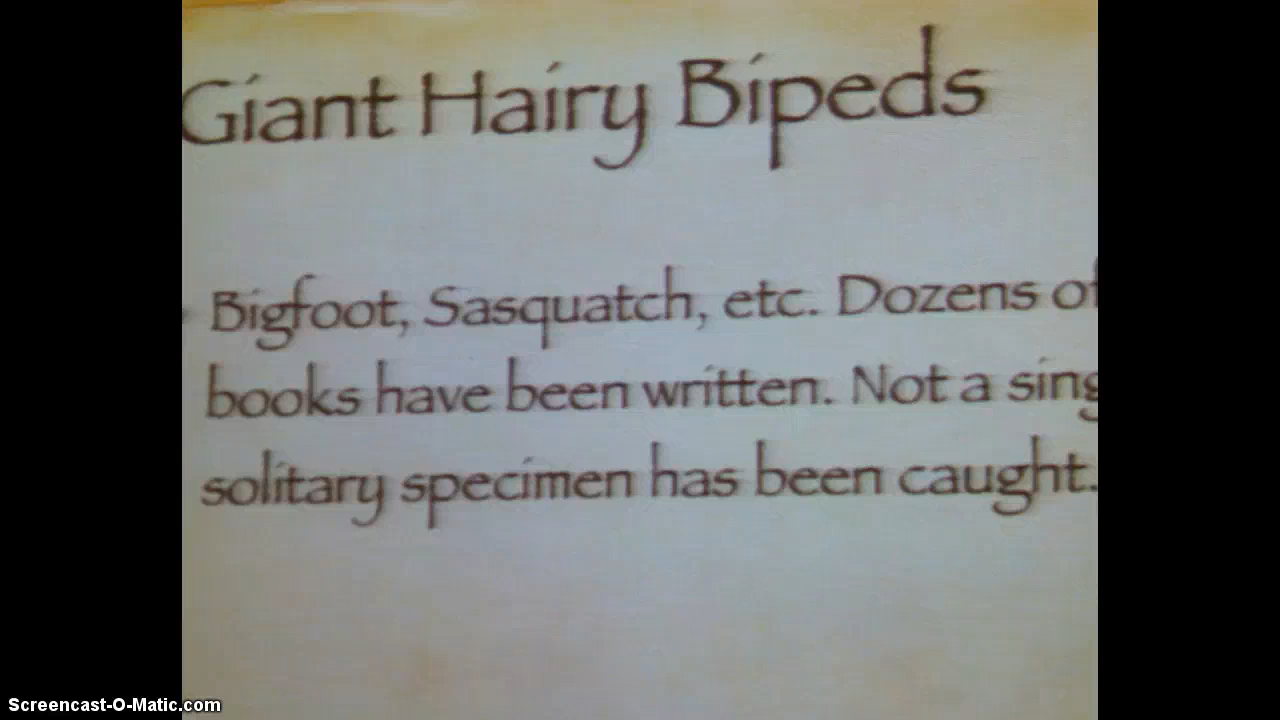 Giant Hairy Bipeds
Bigfoot, Sasquatch, etc. Dozens of
books have been written. Not a
solitary specimen has been caught.
Screencast-O-Matic.com